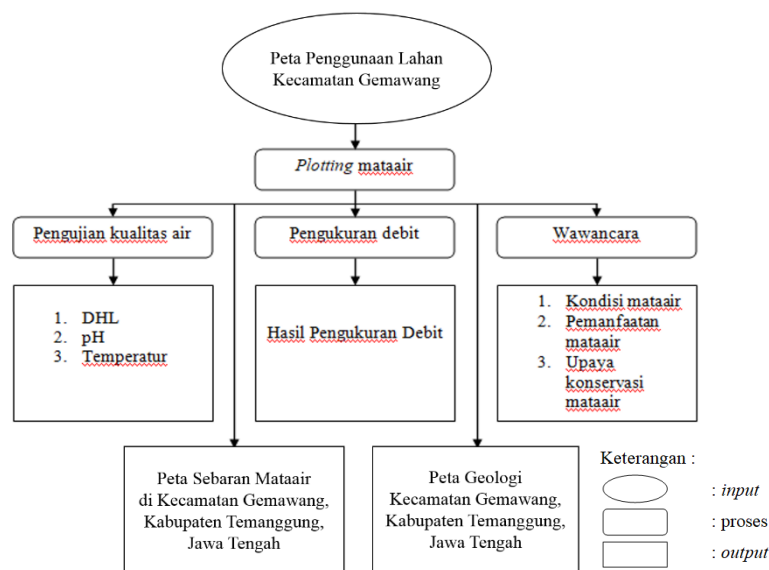 Peta Penggunaan Lahan
Kecamatan Gemawang
Plotting mataair
Pengujian kualitas air
Pengukuran debit
Wawancara
1. DHL
2. pH
3. Temperatur
Hasil Pengukuran Debit
1. Kondisi mataair
2. Pemanfaatan
mataair
3. Upaya
konservasi
mataair
Peta Sebaran Mataair
di Kecamatan Gemawang,
Kabupaten Temanggung,
Jawa Tengah
Peta Geologi
Kecamatan Gemawang,
Kabupaten Temanggung,
Jawa Tengah
Keterangan :
: input
: proses
: output